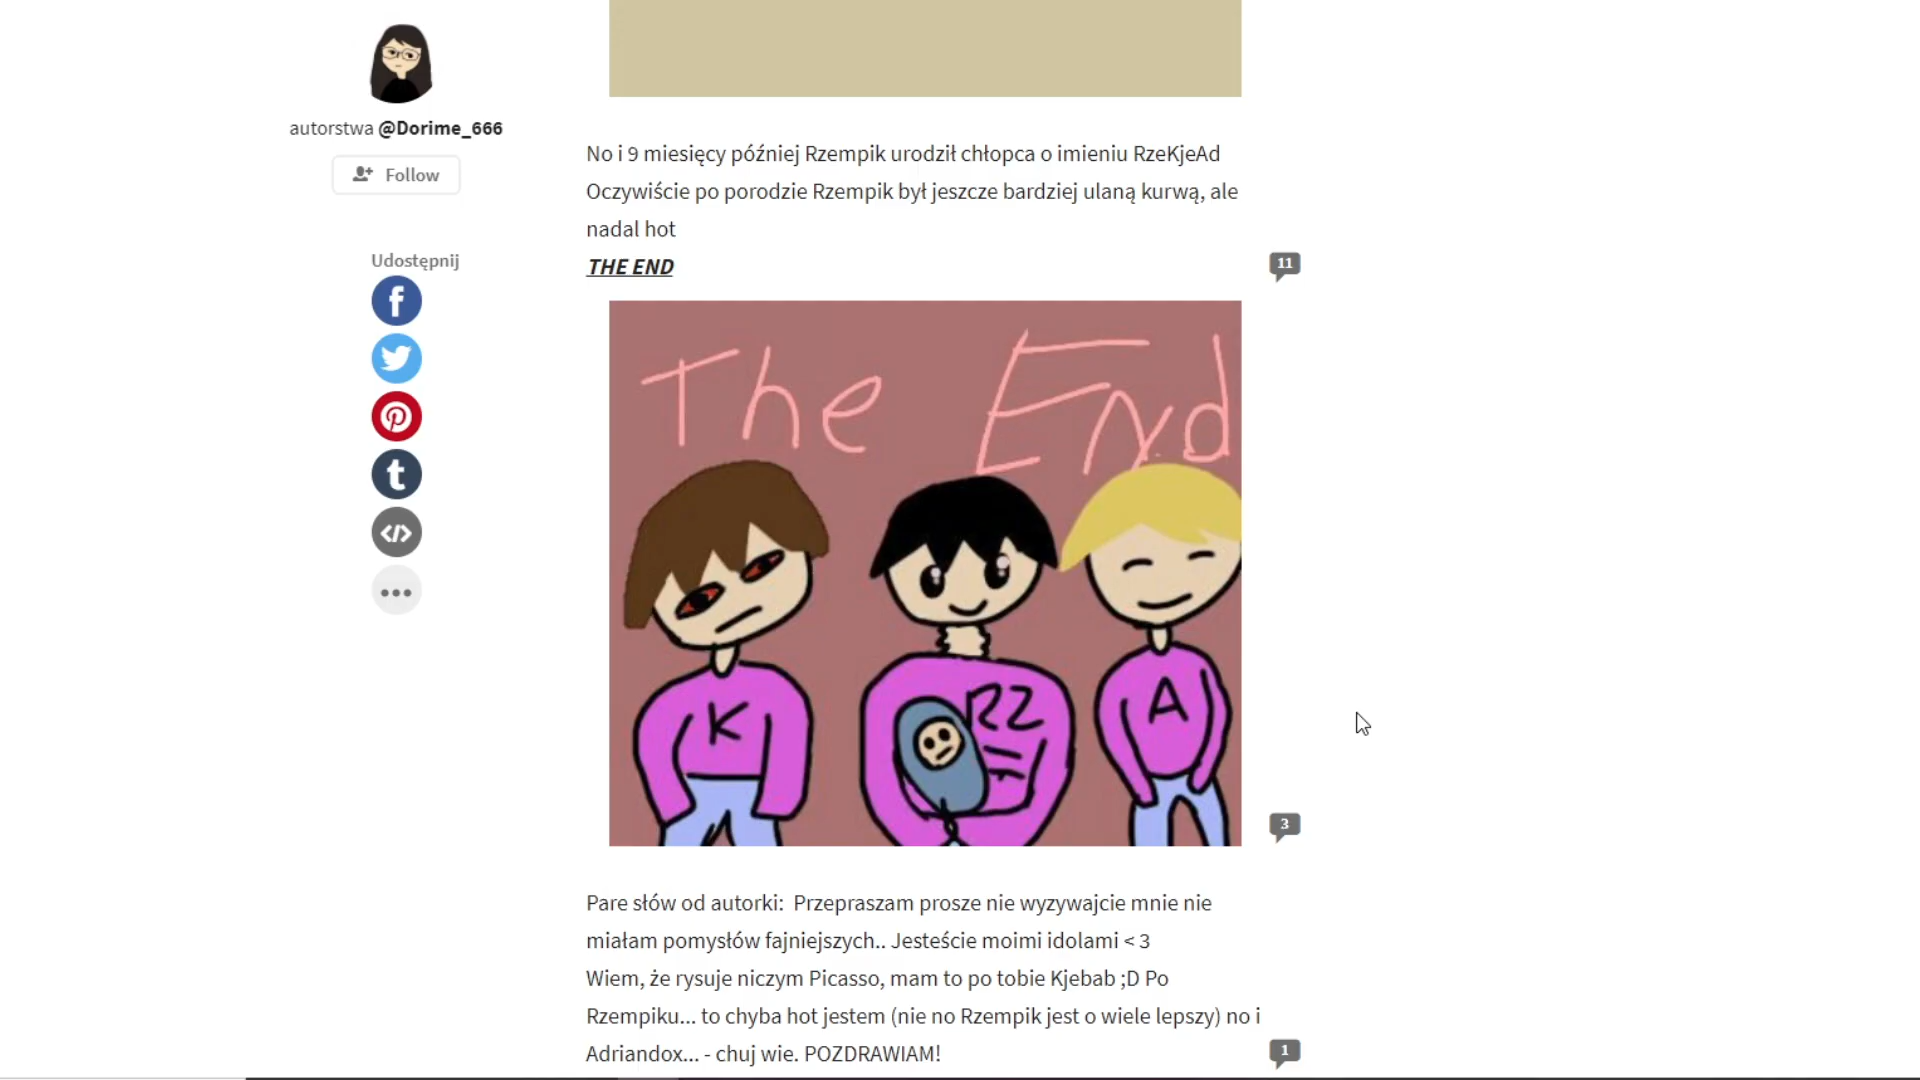 autorstwa @Dorime_666
Follow
Udostępnij
No i 9 miesięcy później Rzempik urodził chłopca o imieniu RzeKjeAd
Oczywiście po porodzie Rzempik był jeszcze bardziej ulaną kurwą, ale
nadal hot
THE END
11
The End
K
RZ
A
3
Pare słów od autorki:  Przepraszam prosze nie wyzywajcie mnie nie
miałam pomysłów fajniejszych.. Jesteście moimi idolami < 3
Wiem, że rysuje niczym Picasso, mam to po tobie Kjebab ;D Po
Rzempiku... to chyba hot jestem (nie no Rzempik jest o wiele lepszy) no i
Adriandox... - chuj wie. POZDRAWIAM!
1